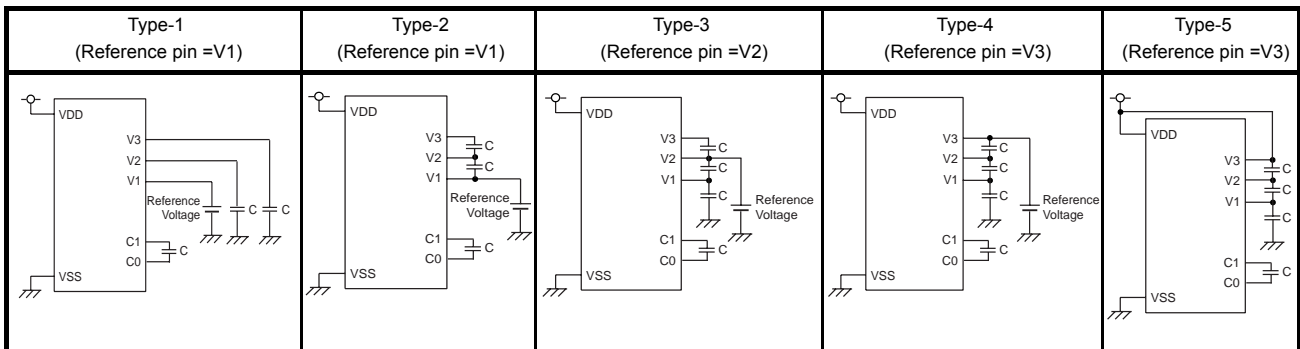 Type-1
(Reference pin =V1)
Type-2
(Reference pin =V1)
Type-3
(Reference pin =V2)
Type-4
(Reference pin =V3)
Type-5
(Reference pin =V3)
VDD
V3
V2
V1
Reference
Voltage
C
C
C1
C
C0
VSS
VDD
V3
C
V2
C
V1
Reference
Voltage
C1
C
C0
VSS
VDD
V3
C
V2
C
V1
C
Reference
Voltage
C1
C
C0
VSS
VDD
V3
C
V2
C
V1
C
Reference
Voltage
C1
C
C0
VSS
VDD
V3
C
V2
C
V1
C
C1
C
C0
VSS